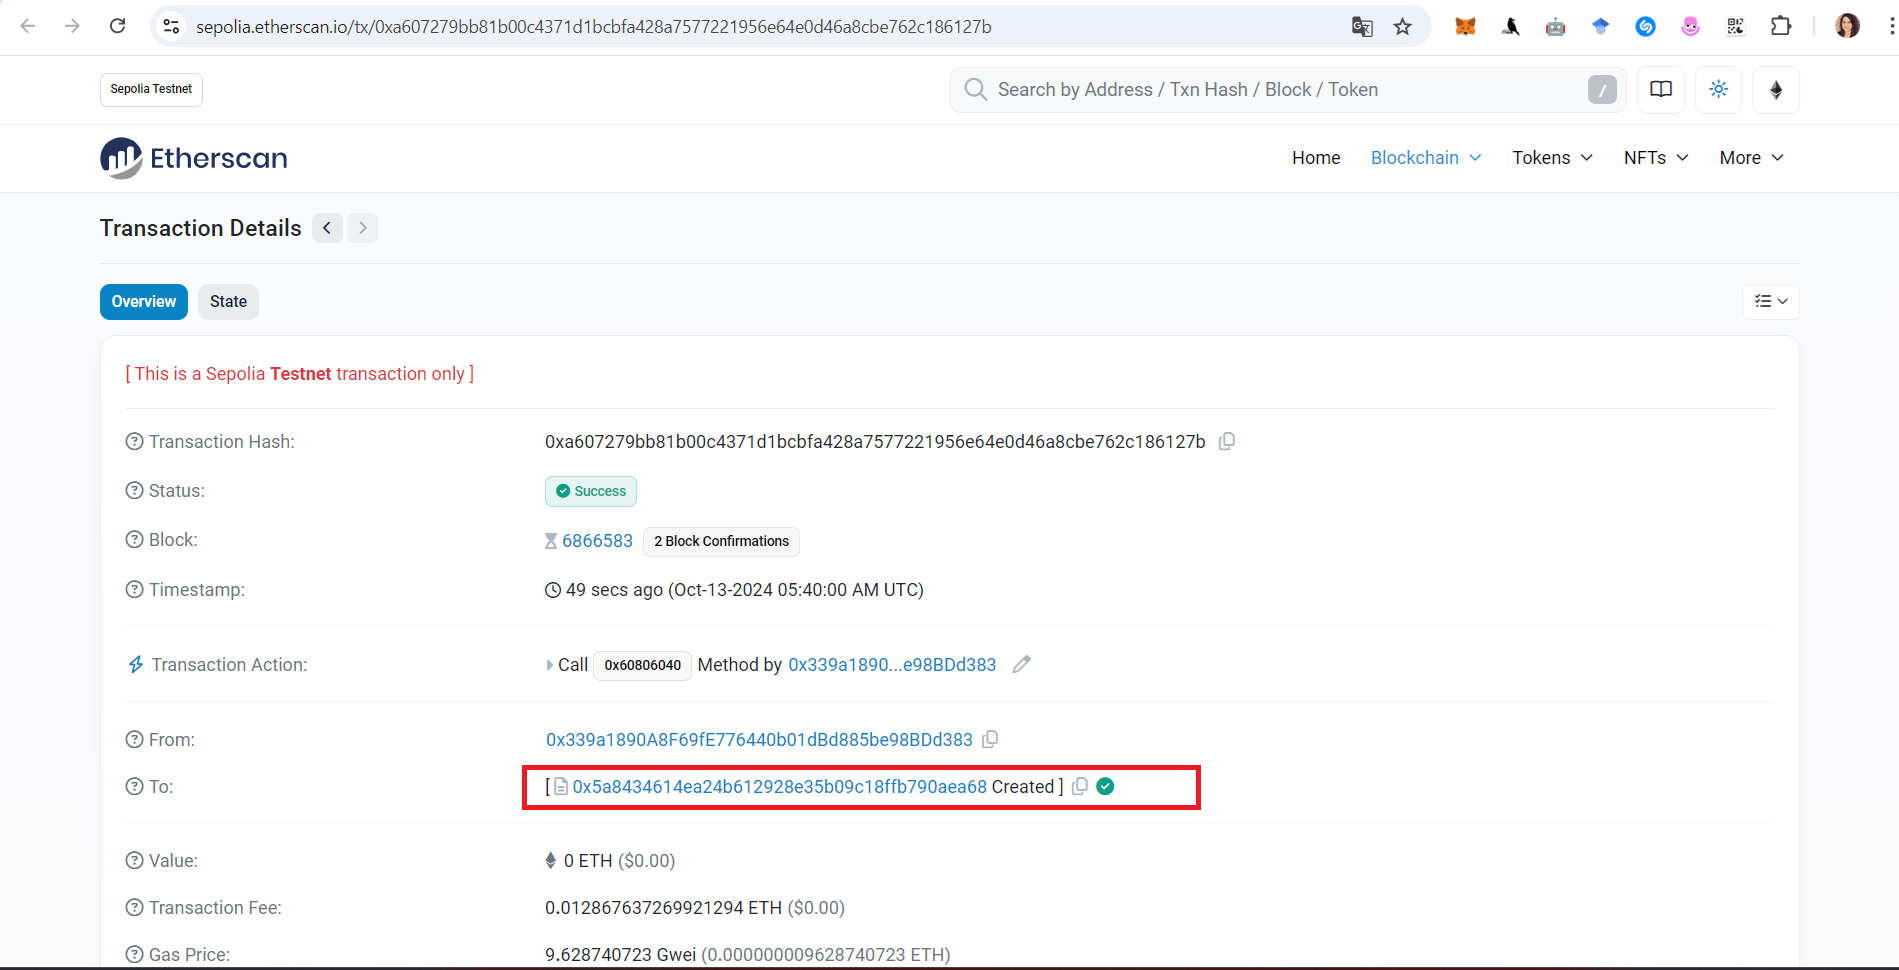 sepolia.etherscan.io/tx/0xa607279bb81b00c4371d1bcbfa428a7577221956e64e0d46a8cbe762c186127b
Sepolia Testnet
Search by Address / Txn Hash / Block / Token
/
Etherscan
Home Blockchain Tokens NFTs More
Transaction Details
Overview State
[ This is a Sepolia Testnet transaction only ]
Transaction Hash: 0xa607279bb81b00c4371d1bcbfa428a7577221956e64e0d46a8cbe762c186127b
Status: Success
Block: 6866583 2 Block Confirmations
Timestamp: 49 secs ago (Oct-13-2024 05:40:00 AM UTC)
Transaction Action: Call 0x60806040 Method by 0x339a1890...e98BDd383
From: 0x339a1890A8F69fE776440b01dBd885be98BDd383
To: [ 0x5a8434614ea24b612928e35b09c18ffb790aea68 Created ]
Value: 0 ETH ($0.00)
Transaction Fee: 0.012867637269921294 ETH ($0.00)
Gas Price: 9.628740723 Gwei (0.000000009628740723 ETH)